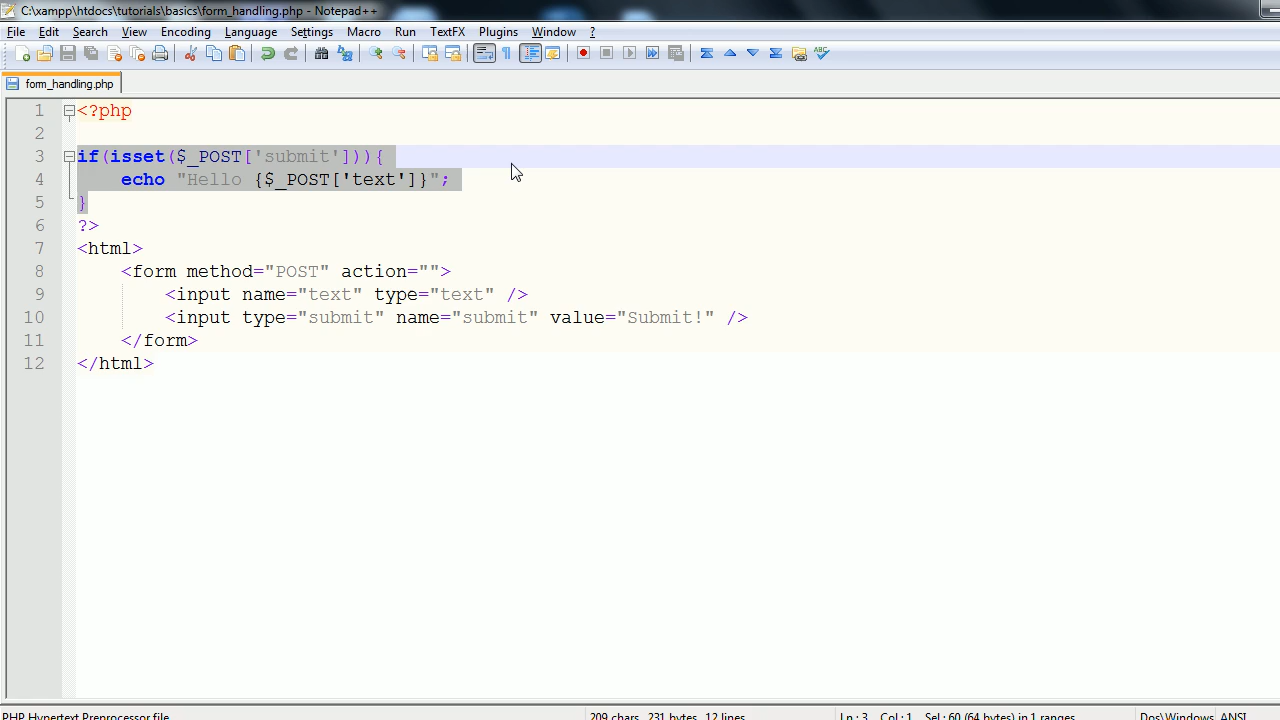 C:\xampp\htdocs\tutorials\basics\form_handling.php - Notepad++
File Edit Search View Encoding Language Settings Macro Run TextFX Plugins Window ?
form_handling.php
1 <?php
2
3 if(isset($_POST['submit'])){
4 echo "Hello {$_POST['text']}";
5 }
6 ?>
7 <html>
8 <form method="POST" action="">
9 <input name="text" type="text" />
10 <input type="submit" name="submit" value="Submit!" />
11 </form>
12 </html>
PHP Hypertext Preprocessor file 209 chars 231 bytes 12 lines Ln : 3 Col : 1 Sel : 60 (64 bytes) in 1 ranges Dos\Windows ANSI